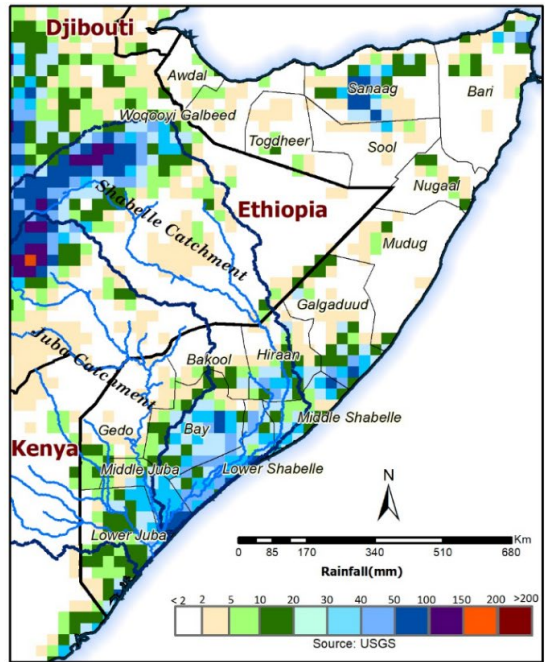 Djibouti
Awdal
Sanaag
Bari
Woqooyi Galbeed
Togdheer
Sool
Nugaal
Shabelle Catchment
Ethiopia
Mudug
Galgaduud
Juba Catchment
Bakool
Hiraan
Kenya
Gedo
Bay
Middle Shabelle
Middle Juba
Lower Shabelle
Lower Juba
N
Km
0 85 170 340 510 680
Rainfall(mm)
<2 2 5 10 20 30 40 50 100 150 200 >200
Source: USGS